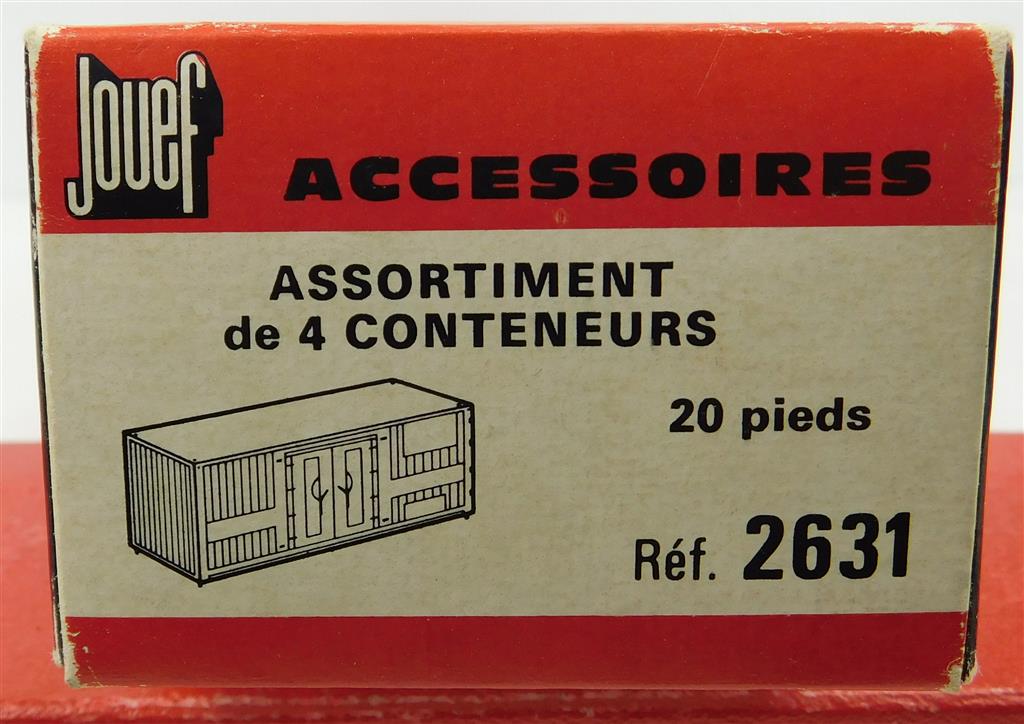 Jouef
ACCESSOIRES
ASSORTIMENT
de 4 CONTENEURS
20 pieds
Réf. 2631